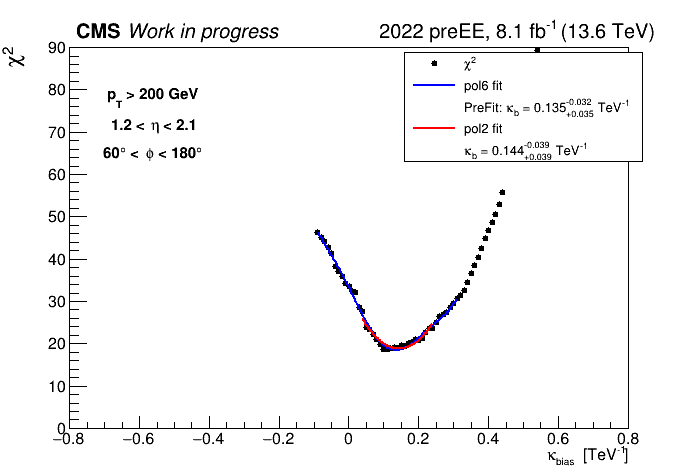 CMS Work in progress
2022 preEE, 8.1 fb⁻¹ (13.6 TeV)
χ²
90
80
70
60
50
40
30
20
10
0
p_T > 200 GeV
1.2 < η < 2.1
60° < ϕ < 180°
χ²
pol6 fit
PreFit: κ_b = 0.135 -0.032 +0.035 TeV⁻¹
pol2 fit
κ_b = 0.144 -0.039 +0.039 TeV⁻¹
−0.8 −0.6 −0.4 −0.2 0 0.2 0.4 0.6 0.8
κ_bias [TeV⁻¹]